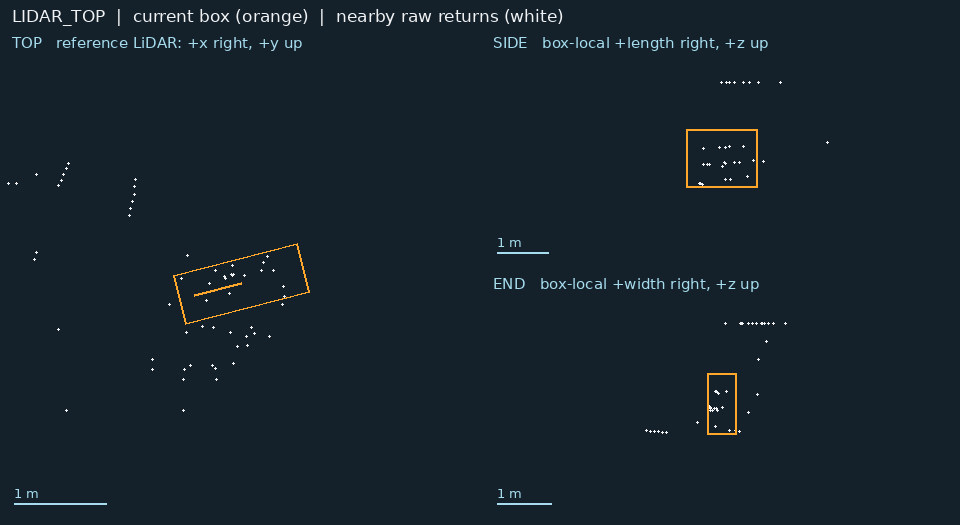 LIDAR_TOP | current box (orange) | nearby raw returns (white)
TOP reference LiDAR: +x right, +y up
SIDE box-local +length right, +z up
1 m
END box-local +width right, +z up
1 m
1 m